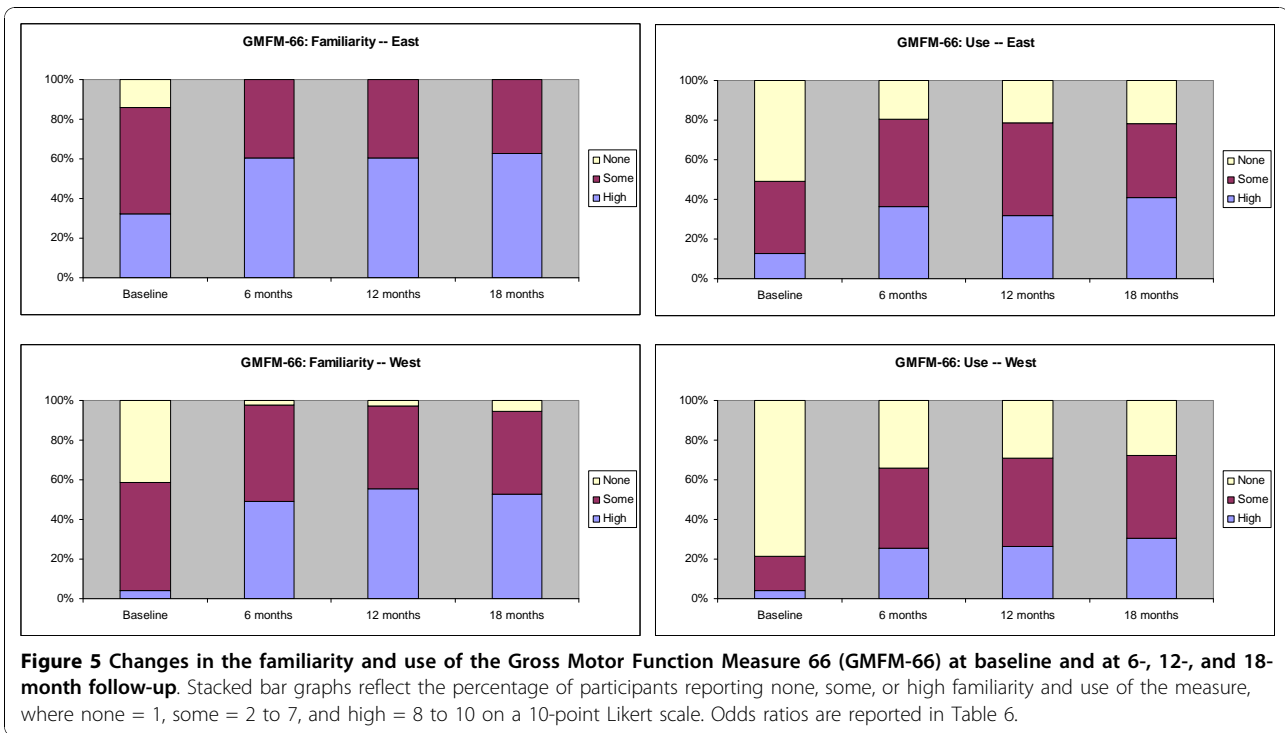 GMFM-66: Familiarity -- East
100%
80%
60%
40%
20%
0%
Baseline 6 months 12 months 18 months
None
Some
High
GMFM-66: Use -- East
100%
80%
60%
40%
20%
0%
Baseline 6 months 12 months 18 months
None
Some
High
GMFM-66: Familiarity -- West
100%
80%
60%
40%
20%
0%
Baseline 6 months 12 months 18 months
None
Some
High
GMFM-66: Use -- West
100%
80%
60%
40%
20%
0%
Baseline 6 months 12 months 18 months
None
Some
High
Figure 5 Changes in the familiarity and use of the Gross Motor Function Measure 66 (GMFM-66) at baseline and at 6-, 12-, and 18-
month follow-up. Stacked bar graphs reflect the percentage of participants reporting none, some, or high familiarity and use of the measure,
where none = 1, some = 2 to 7, and high = 8 to 10 on a 10-point Likert scale. Odds ratios are reported in Table 6.